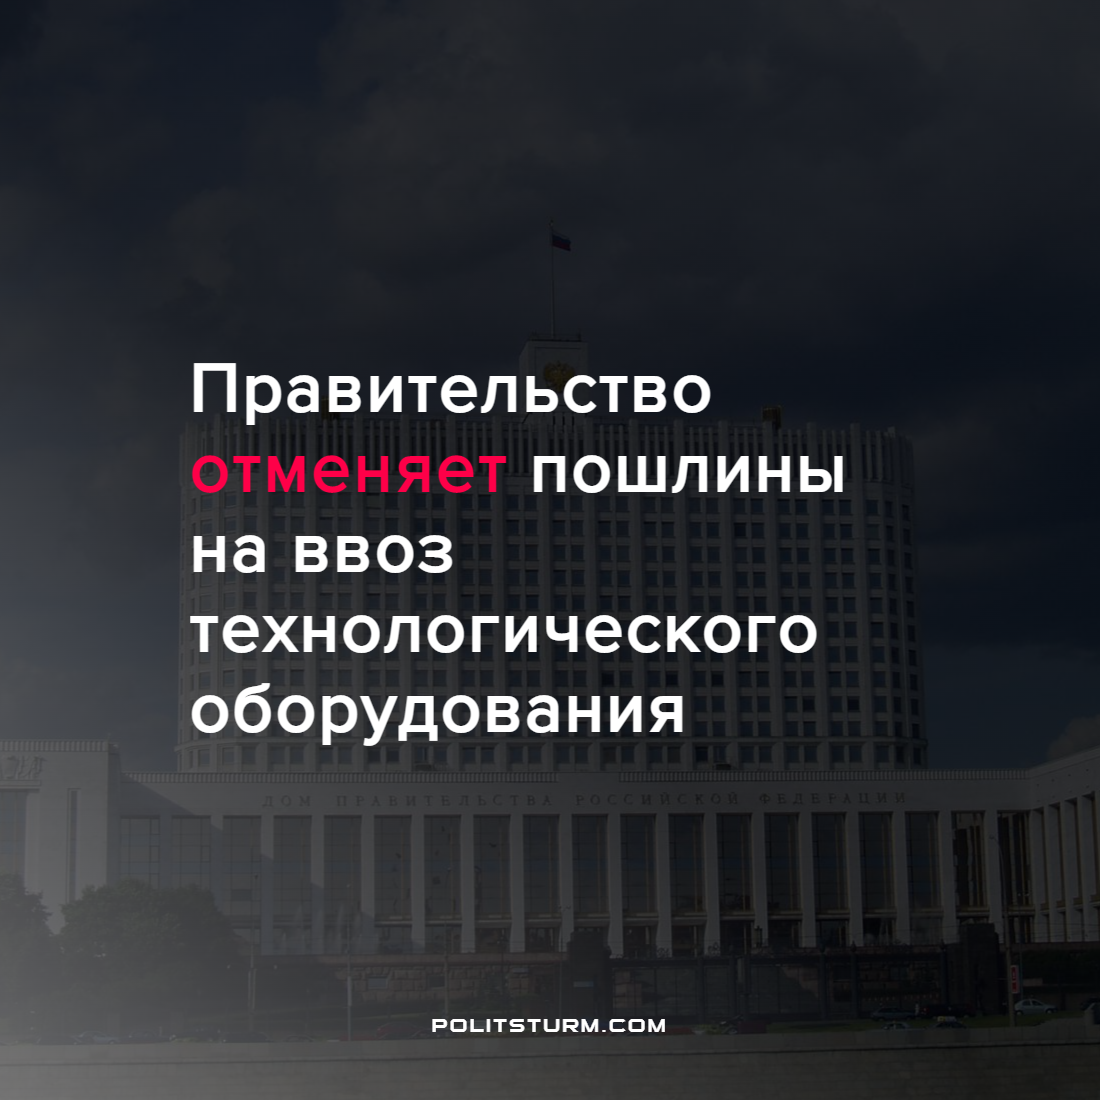 Правительство
отменяет пошлины
на ввоз
технологического
оборудования
ДОМ ПРАВИТЕЛЬСТВА РОССИЙСКОЙ ФЕДЕРАЦИИ
POLITSTURM.COM